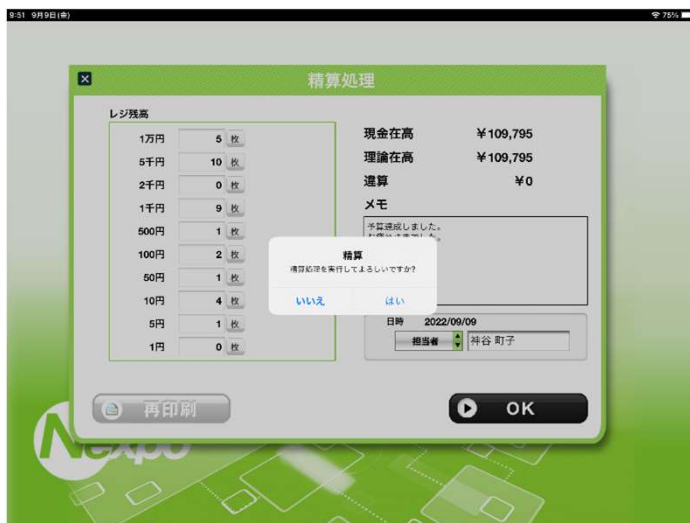 9:51 9月9日(金)
75%
精算処理
レジ残高
1万円 5 枚
5千円 10 枚
2千円 0 枚
1千円 9 枚
500円 1 枚
100円 2 枚
50円 1 枚
10円 4 枚
5円 1 枚
1円 0 枚
現金在高 ¥109,795
理論在高 ¥109,795
違算 ¥0
メモ
予算達成しました。
精算
精算処理を実行してよろしいですか?
いいえ はい
日時 2022/09/09
担当者 神谷 町子
再印刷
OK
Nexpo